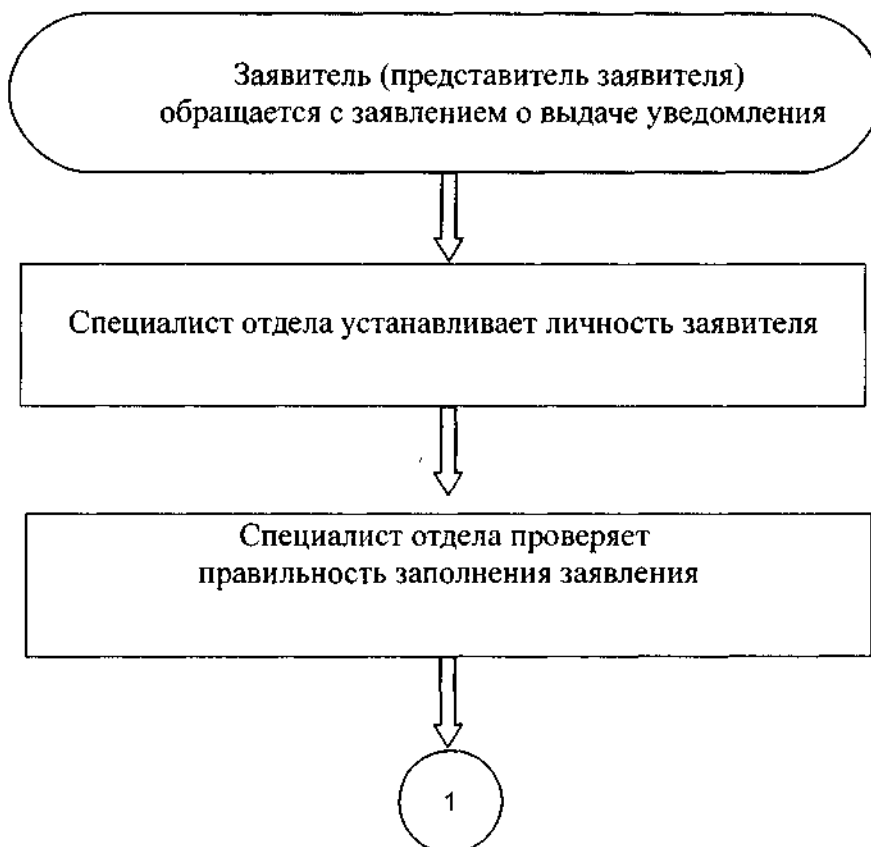 Заявитель (представитель заявителя)
обращается с заявлением о выдаче уведомления
Специалист отдела устанавливает личность заявителя
Специалист отдела проверяет
правильность заполнения заявления
1